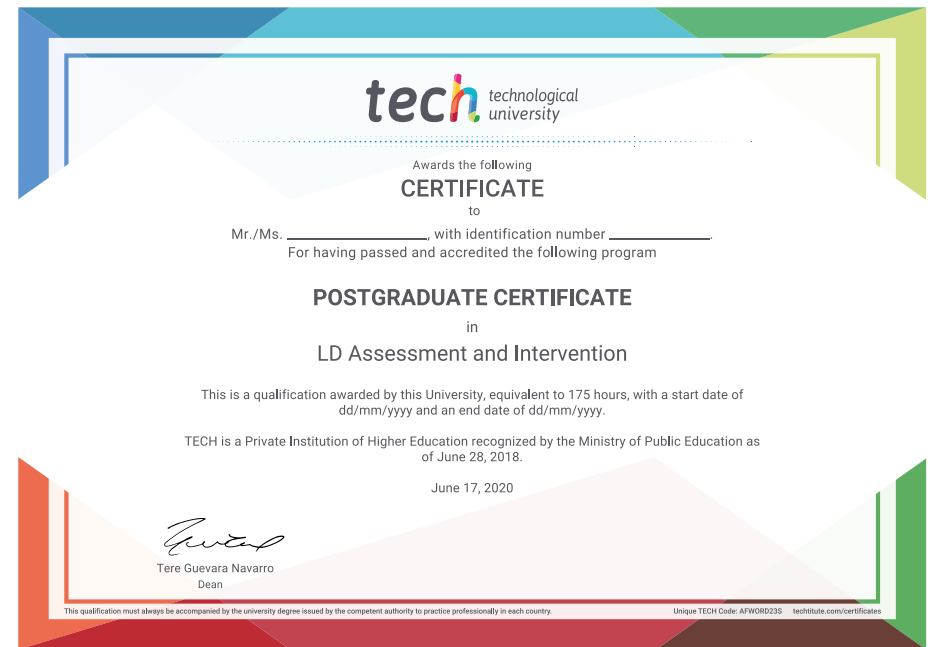 tech technological
university
Awards the following
CERTIFICATE
to
Mr./Ms. ____________________, with identification number ______________.
For having passed and accredited the following program
POSTGRADUATE CERTIFICATE
in
LD Assessment and Intervention
This is a qualification awarded by this University, equivalent to 175 hours, with a start date of
dd/mm/yyyy and an end date of dd/mm/yyyy.
TECH is a Private Institution of Higher Education recognized by the Ministry of Public Education as
of June 28, 2018.
June 17, 2020
Tere Guevara Navarro
Dean
This qualification must always be accompanied by the university degree issued by the competent authority to practice professionally in each country.
Unique TECH Code: AFWORD23S techtitute.com/certificates